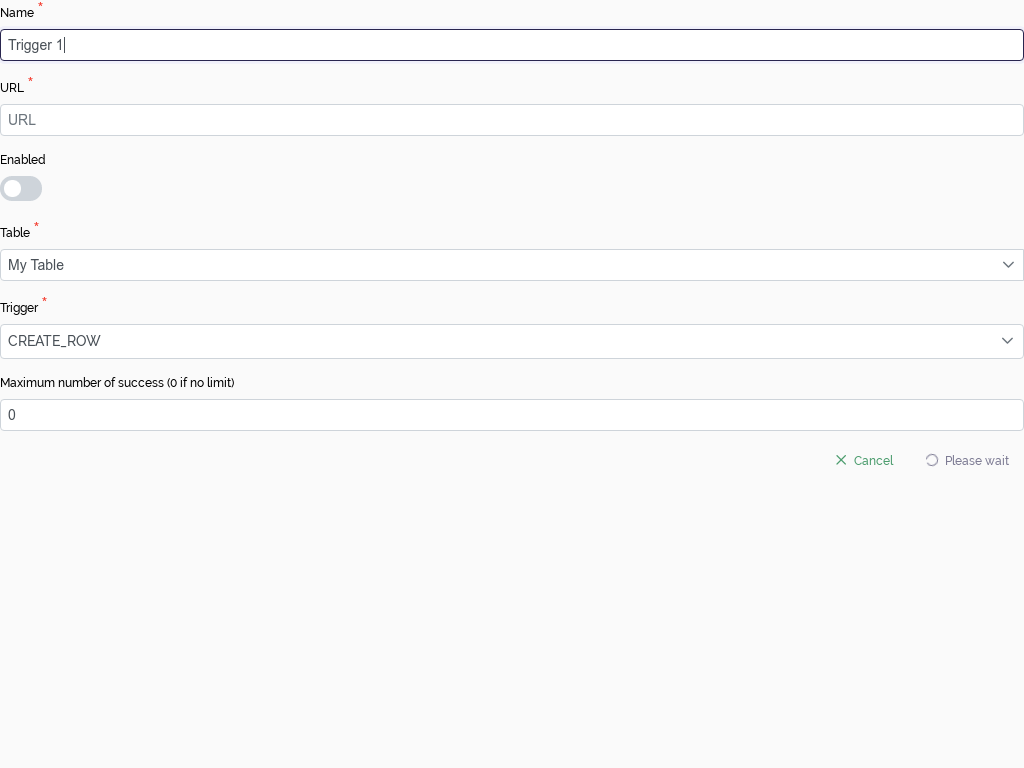 Name *
Trigger 1
URL *
URL
Enabled
Table *
My Table
Trigger *
CREATE_ROW
Maximum number of success (0 if no limit)
0
Cancel Please wait